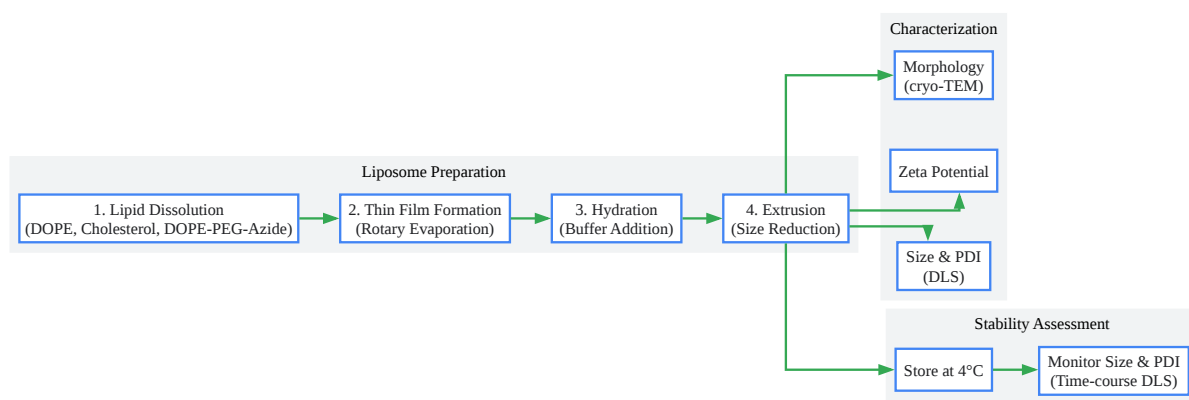 Characterization
Morphology
(cryo-TEM)
Liposome Preparation
Zeta Potential
1. Lipid Dissolution
(DOPE, Cholesterol, DOPE-PEG-Azide)
2. Thin Film Formation
(Rotary Evaporation)
3. Hydration
(Buffer Addition)
4. Extrusion
(Size Reduction)
Size & PDI
(DLS)
Stability Assessment
Store at 4°C
Monitor Size & PDI
(Time-course DLS)